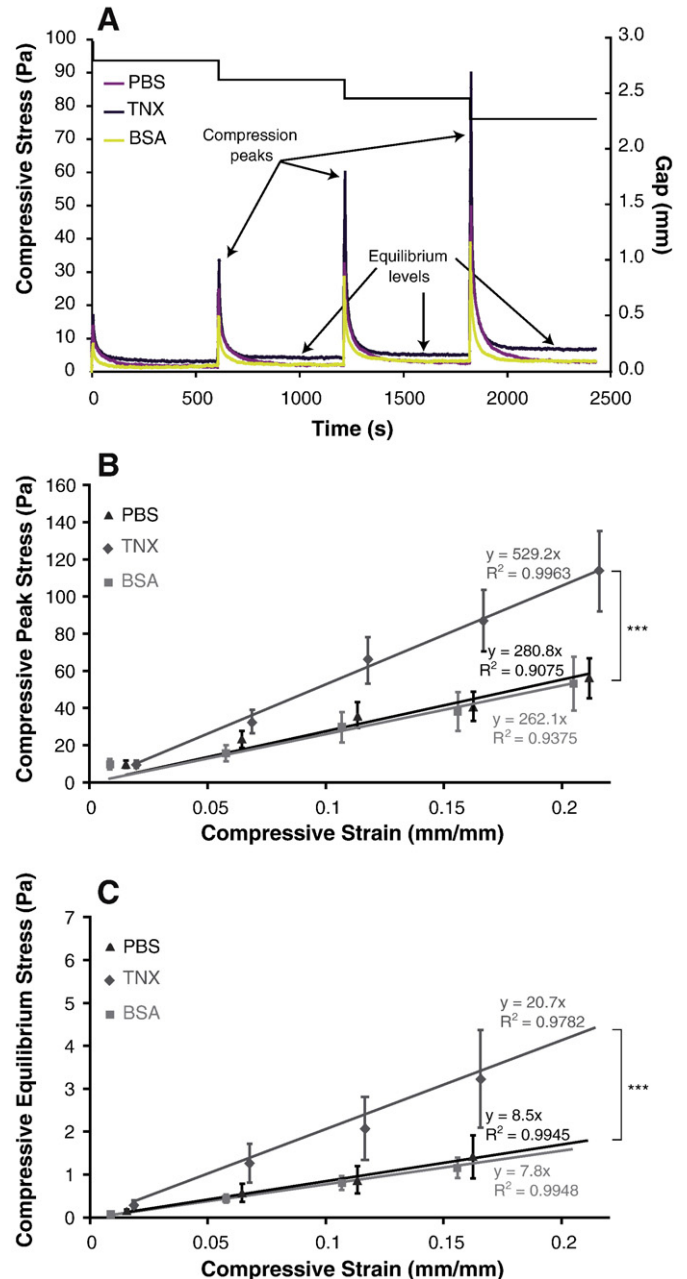 A
Compressive Stress (Pa)
100
90
80
70
60
50
40
30
20
10
0
PBS
TNX
BSA
Compression
peaks
Equilibrium
levels
3.0
2.5
2.0
1.5
1.0
0.5
0.0
Gap (mm)
0 500 1000 1500 2000 2500
Time (s)
B
Compressive Peak Stress (Pa)
160
140
120
100
80
60
40
20
0
PBS
TNX
BSA
y = 529.2x
R² = 0.9963
y = 280.8x
R² = 0.9075
y = 262.1x
R² = 0.9375
***
0 0.05 0.1 0.15 0.2
Compressive Strain (mm/mm)
C
Compressive Equilibrium Stress (Pa)
7
6
5
4
3
2
1
0
PBS
TNX
BSA
y = 20.7x
R² = 0.9782
y = 8.5x
R² = 0.9945
y = 7.8x
R² = 0.9948
***
0 0.05 0.1 0.15 0.2
Compressive Strain (mm/mm)